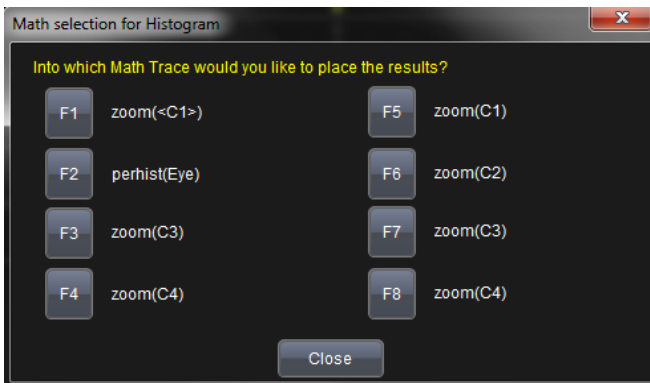 Math selection for Histogram
X
Into which Math Trace would you like to place the results?
F1 zoom(<C1>)
F5 zoom(C1)
F2 perhist(Eye)
F6 zoom(C2)
F3 zoom(C3)
F7 zoom(C3)
F4 zoom(C4)
F8 zoom(C4)
Close